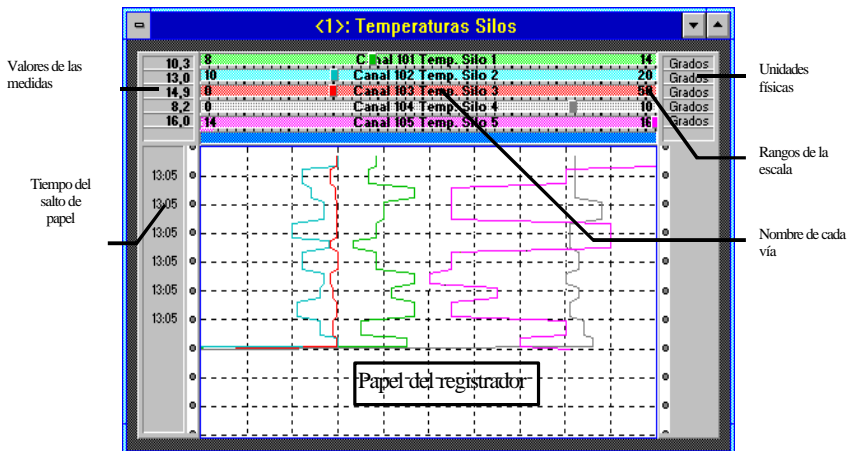 <1>: Temperaturas Silos
Valores de las
medidas
10,3 8 Canal 101 Temp. Silo 1 14 Grados
13,0 10 Canal 102 Temp. Silo 2 20 Grados
14,9 0 Canal 103 Temp. Silo 3 50 Grados
8,2 0 Canal 104 Temp. Silo 4 10 Grados
16,0 14 Canal 105 Temp. Silo 5 16 Grados
Unidades
físicas
Rangos de la
escala
Nombre de cada
vía
Tiempo del
salto de
papel
13:05
13:05
13:05
13:05
13:05
13:05
Papel del registrador